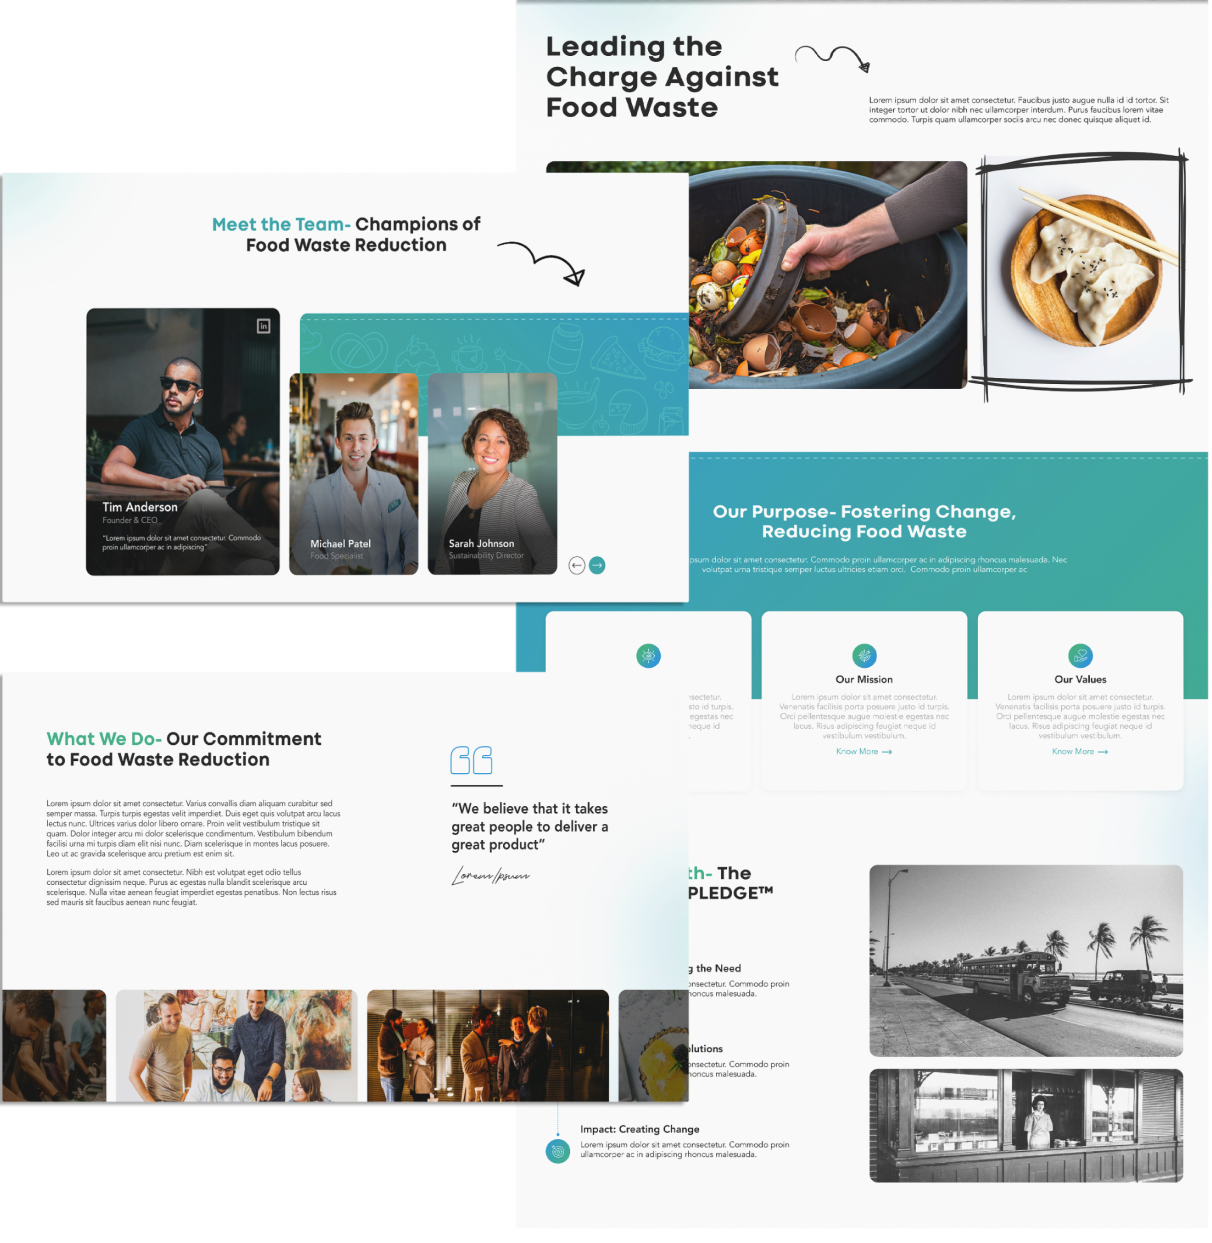 Leading the
Charge Against
Food Waste
Lorem ipsum dolor sit amet consectetur. Faucibus justo augue nulla id id tortor. Sit
integer tortor ut dolor nibh nec ullamcorper interdum. Purus faucibus lorem vitae
commodo. Turpis quam ullamcorper sociis arcu nec donec quisque aliquet id.
Meet the Team- Champions of
Food Waste Reduction
in
Tim Anderson
Founder & CEO
"Lorem ipsum dolor sit amet consectetur. Commodo
proin ullamcorper ac in adipiscing"
Michael Patel
Food Specialist
Sarah Johnson
Sustainability Director
Our Purpose- Fostering Change,
Reducing Food Waste
psum dolor sit amet consectetur. Commodo proin ullamcorper ac in adipiscing rhoncus malesuada. Nec
volutpat urna tristique semper luctus ultricies etiam orci. Commodo proin ullamcorper ac
nsectetur.
sto id turpis.
egestas nec
neque id
.
Our Mission
Lorem ipsum dolor sit amet consectetur.
Venenatis facilisis porta posuere justo id turpis.
Orci pellentesque augue molestie egestas nec
lacus. Risus adipiscing feugiat neque id
vestibulum vestibulum.
Know More →
Our Values
Lorem ipsum dolor sit amet consectetur.
Venenatis facilisis porta posuere justo id turpis.
Orci pellentesque augue molestie egestas nec
lacus. Risus adipiscing feugiat neque id
vestibulum vestibulum.
Know More →
What We Do- Our Commitment
to Food Waste Reduction
Lorem ipsum dolor sit amet consectetur. Varius convallis diam aliquam curabitur sed
semper massa. Turpis turpis egestas velit imperdiet. Duis eget quis volutpat arcu lacus
lectus nunc. Ultrices varius dolor libero ornare. Proin velit vestibulum tristique sit
quam. Dolor integer arcu mi dolor scelerisque condimentum. Vestibulum bibendum
facilisi urna mi turpis diam elit nisi nunc. Diam scelerisque in montes lacus posuere.
Leo ut ac gravida scelerisque arcu pretium est enim sit.
Lorem ipsum dolor sit amet consectetur. Nibh est volutpat eget odio tellus
consectetur dignissim neque. Purus ac egestas nulla blandit scelerisque arcu
scelerisque. Nulla vitae aenean feugiat imperdiet egestas penatibus. Non lectus risus
sed mauris sit faucibus aenean nunc feugiat.
"We believe that it takes
great people to deliver a
great product"
Lorem Ipsum
th- The
PLEDGE™
g the Need
onsectetur. Commodo proin
rhoncus malesuada.
olutions
onsectetur. Commodo proin
rhoncus malesuada.
Impact: Creating Change
Lorem ipsum dolor sit amet consectetur. Commodo proin
ullamcorper ac in adipiscing rhoncus malesuada.